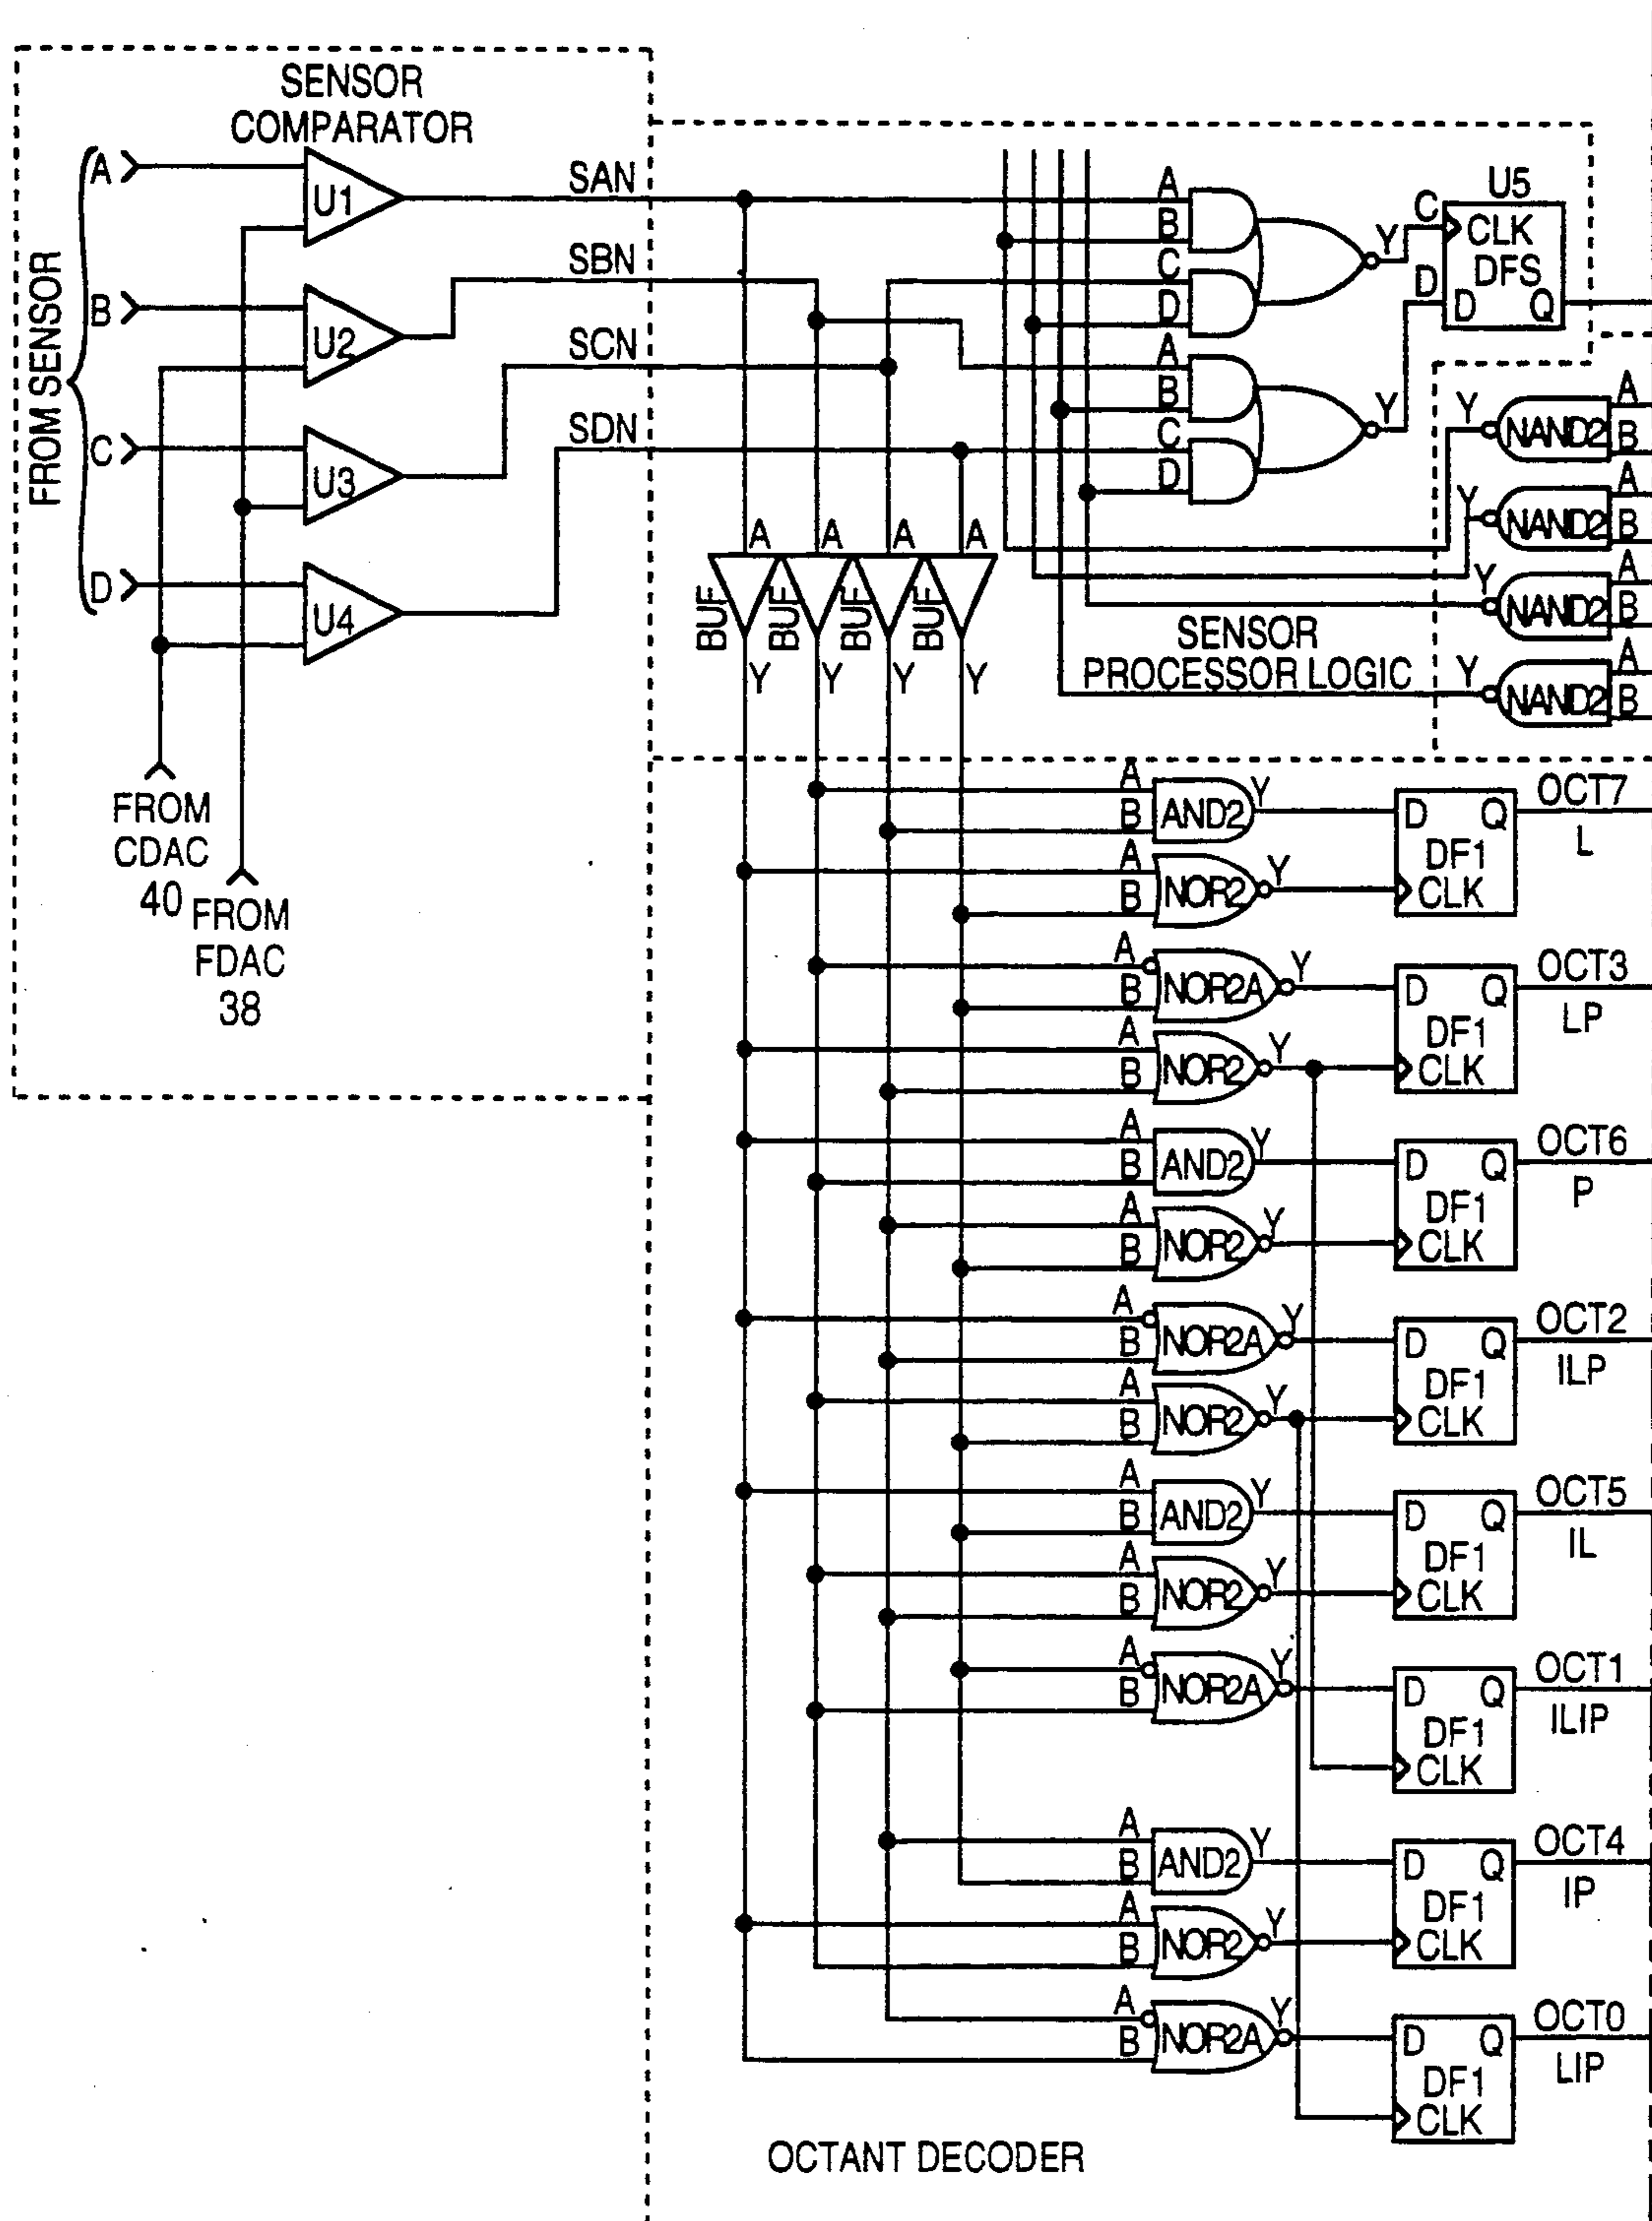 SENSOR
COMPARATOR
FROM SENSOR
A
B
C
D
U1
U2
U3
U4
SAN
SBN
SCN
SDN
FROM
CDAC
40
FROM
FDAC
38
A
B
C
D
Y
A
B
C
D
Y
U5
C
CLK
DFS
D
D
Q
Y
NAND2
A
B
Y
NAND2
A
B
Y
NAND2
A
B
Y
NAND2
A
B
A
A
A
A
BUF
BUF
BUF
BUF
Y
Y
Y
Y
SENSOR
PROCESSOR LOGIC
A
B
AND2
Y
A
B
NOR2
Y
D
Q
DF1
CLK
OCT7
L
A
B
NOR2A
Y
A
B
NOR2
Y
D
Q
DF1
CLK
OCT3
LP
A
B
AND2
Y
A
B
NOR2
Y
D
Q
DF1
CLK
OCT6
P
A
B
NOR2A
Y
A
B
NOR2
Y
D
Q
DF1
CLK
OCT2
ILP
A
B
AND2
Y
A
B
NOR2
Y
D
Q
DF1
CLK
OCT5
IL
A
B
NOR2A
Y
D
Q
DF1
CLK
OCT1
ILIP
A
B
AND2
Y
A
B
NOR2
Y
D
Q
DF1
CLK
OCT4
IP
A
B
NOR2A
Y
D
Q
DF1
CLK
OCT0
LIP
OCTANT DECODER